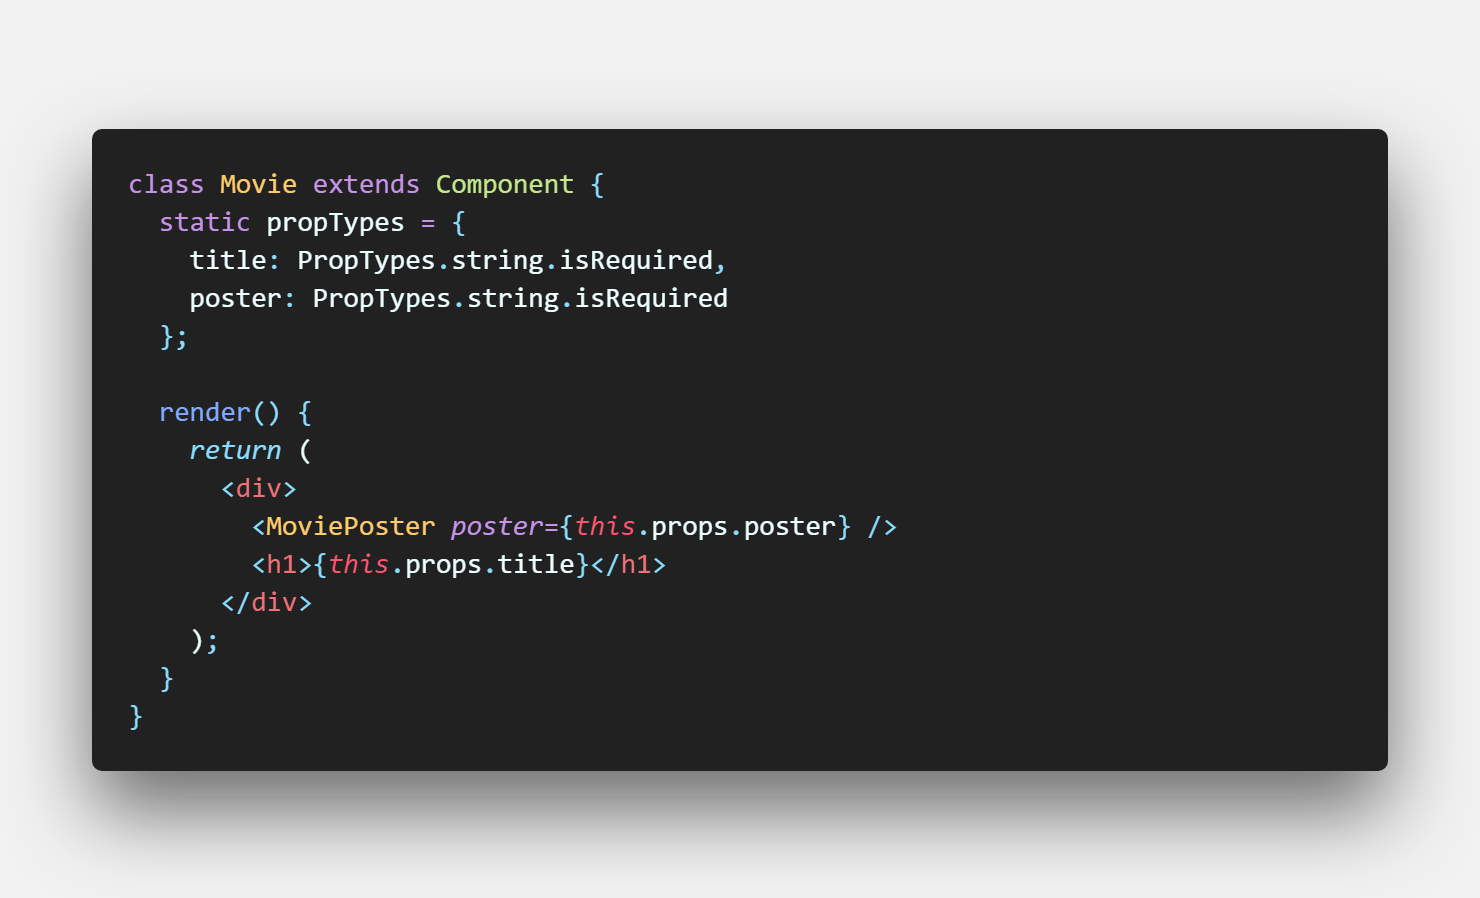 class Movie extends Component {
  static propTypes = {
    title: PropTypes.string.isRequired,
    poster: PropTypes.string.isRequired
  };

  render() {
    return (
      <div>
        <MoviePoster poster={this.props.poster} />
        <h1>{this.props.title}</h1>
      </div>
    );
  }
}